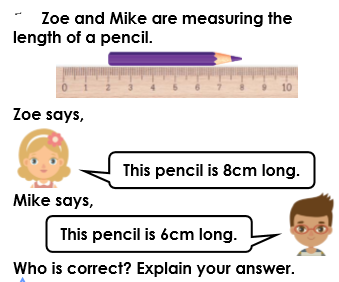 Zoe and Mike are measuring the
length of a pencil.
0 1 2 3 4 5 6 7 8 9 10
Zoe says,
This pencil is 8cm long.
Mike says,
This pencil is 6cm long.
Who is correct? Explain your answer.